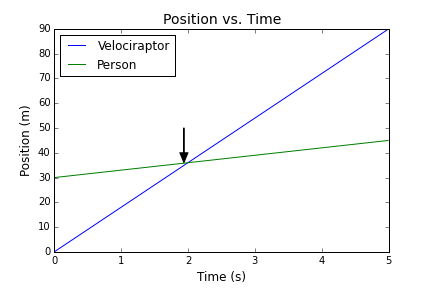 Position vs. Time
Velociraptor
Person
Position (m)
90
80
70
60
50
40
30
20
10
0
0 1 2 3 4 5
Time (s)